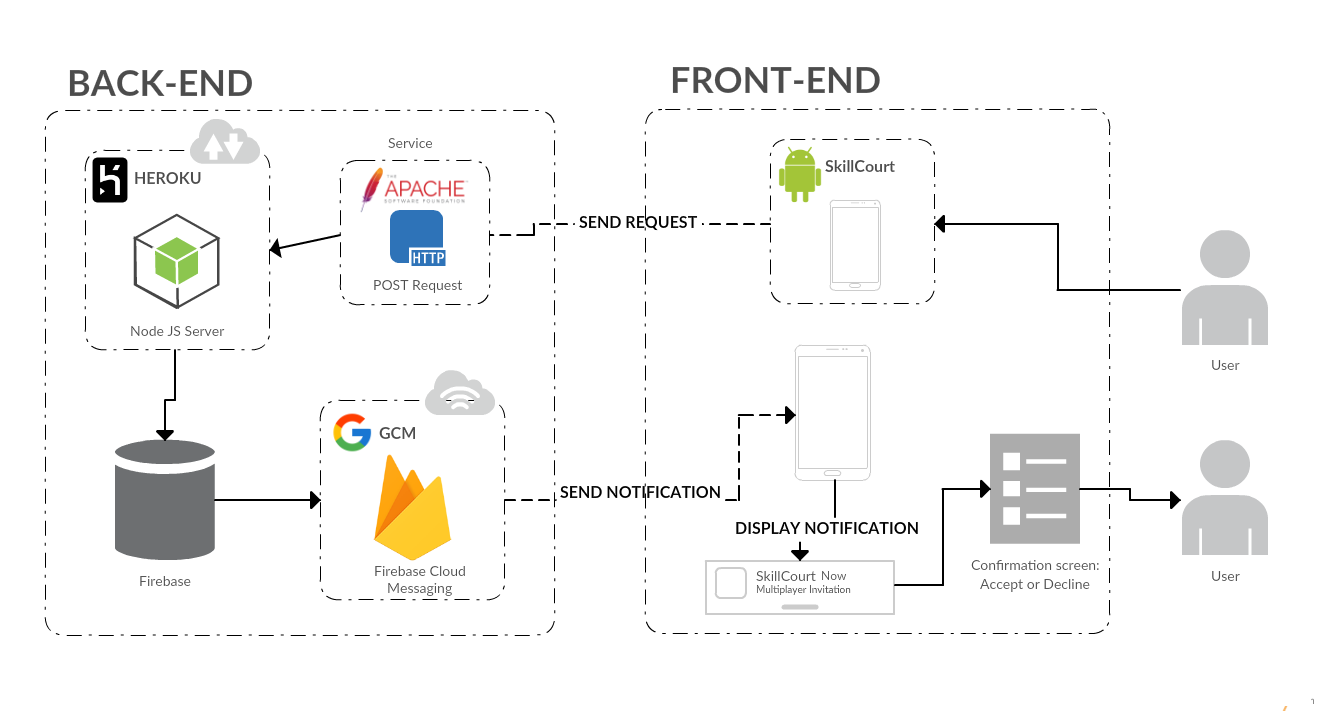 BACK-END
FRONT-END
HEROKU
Node JS Server
Service
THE
APACHE
SOFTWARE FOUNDATION
HTTP
POST Request
SEND REQUEST
SkillCourt
User
Firebase
GCM
Firebase Cloud
Messaging
SEND NOTIFICATION
DISPLAY NOTIFICATION
SkillCourt Now
Multiplayer Invitation
Confirmation screen:
Accept or Decline
User
1